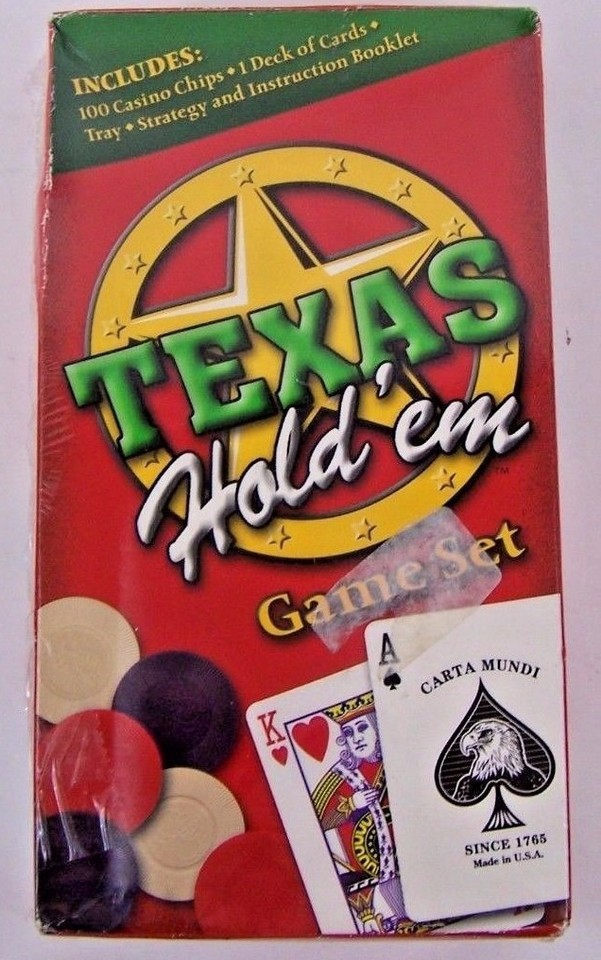 INCLUDES:
100 Casino Chips • 1 Deck of Cards •
Tray • Strategy and Instruction Booklet
TEXAS
Hold'em
TM
Game Set
K
A
CARTA MUNDI
SINCE 1765
Made in U.S.A.